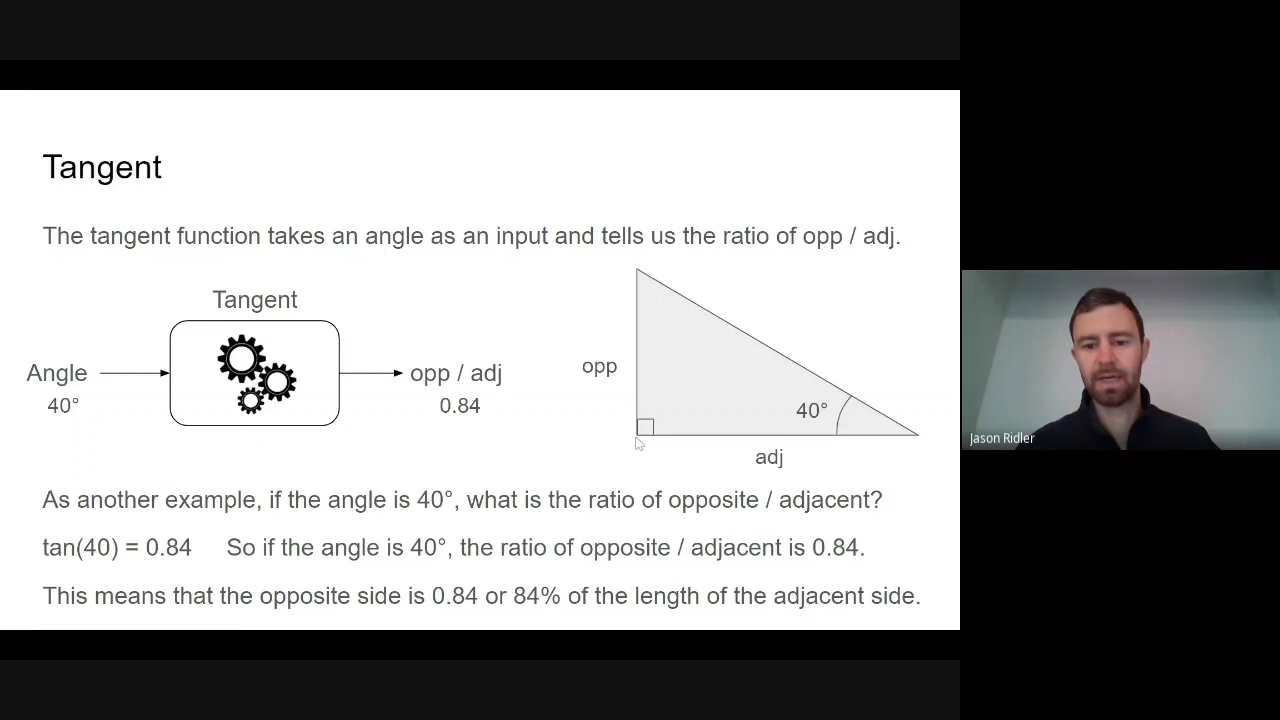 Tangent
The tangent function takes an angle as an input and tells us the ratio of opp / adj.
Tangent
Angle
40°
opp / adj
0.84
opp
40°
adj
As another example, if the angle is 40°, what is the ratio of opposite / adjacent?
tan(40) = 0.84 So if the angle is 40°, the ratio of opposite / adjacent is 0.84.
This means that the opposite side is 0.84 or 84% of the length of the adjacent side.
Jason Ridler